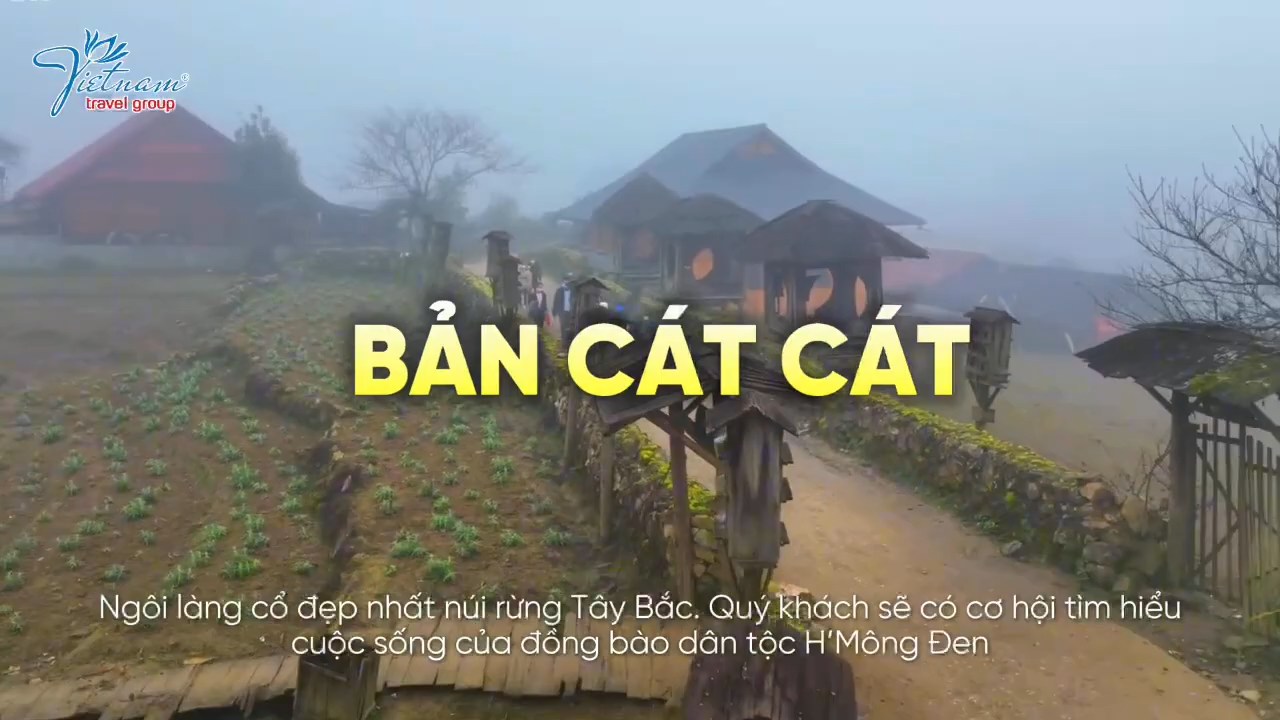 Vietnam
travel group
BẢN CÁT CÁT
Ngôi làng cổ đẹp nhất núi rừng Tây Bắc. Quý khách sẽ có cơ hội tìm hiểu
cuộc sống của đồng bào dân tộc H'Mông Đen